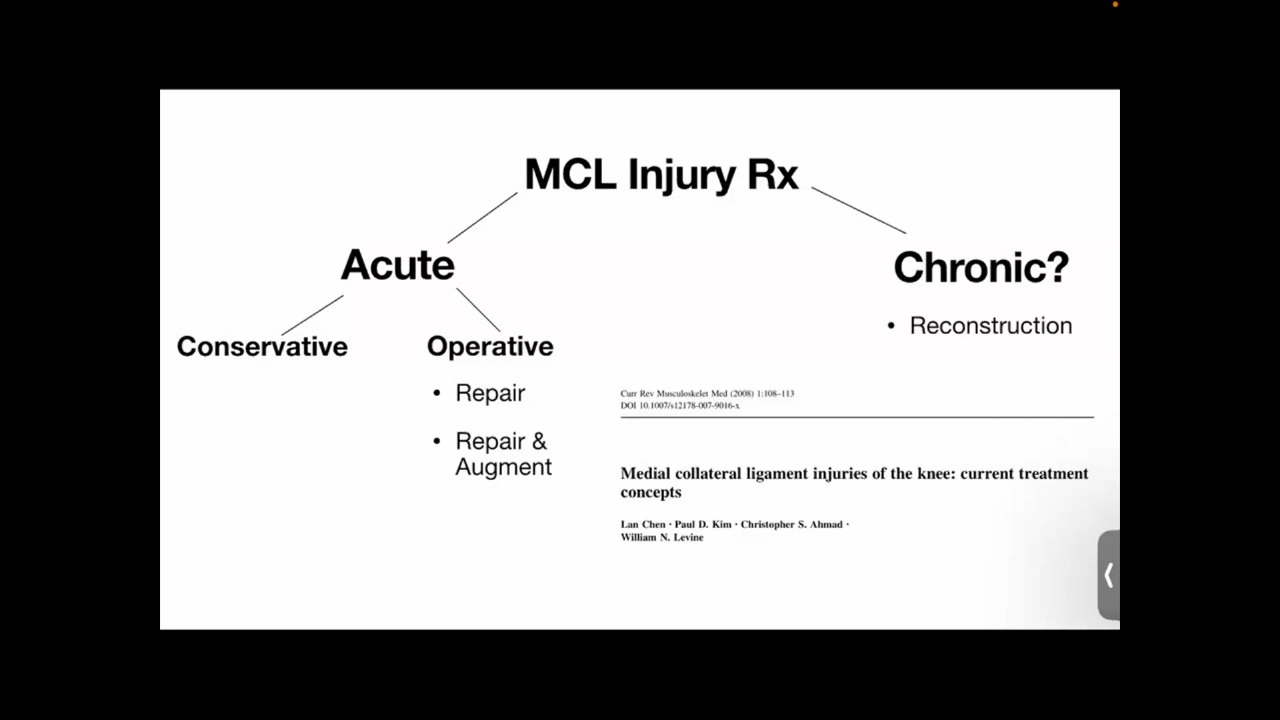 MCL Injury Rx
Acute
Chronic?
Conservative
Operative
• Repair
• Repair &
Augment
• Reconstruction
Curr Rev Musculoskelet Med (2008) 1:108–113
DOI 10.1007/s12178-007-9016-x
Medial collateral ligament injuries of the knee: current treatment
concepts
Lan Chen · Paul D. Kim · Christopher S. Ahmad ·
William N. Levine